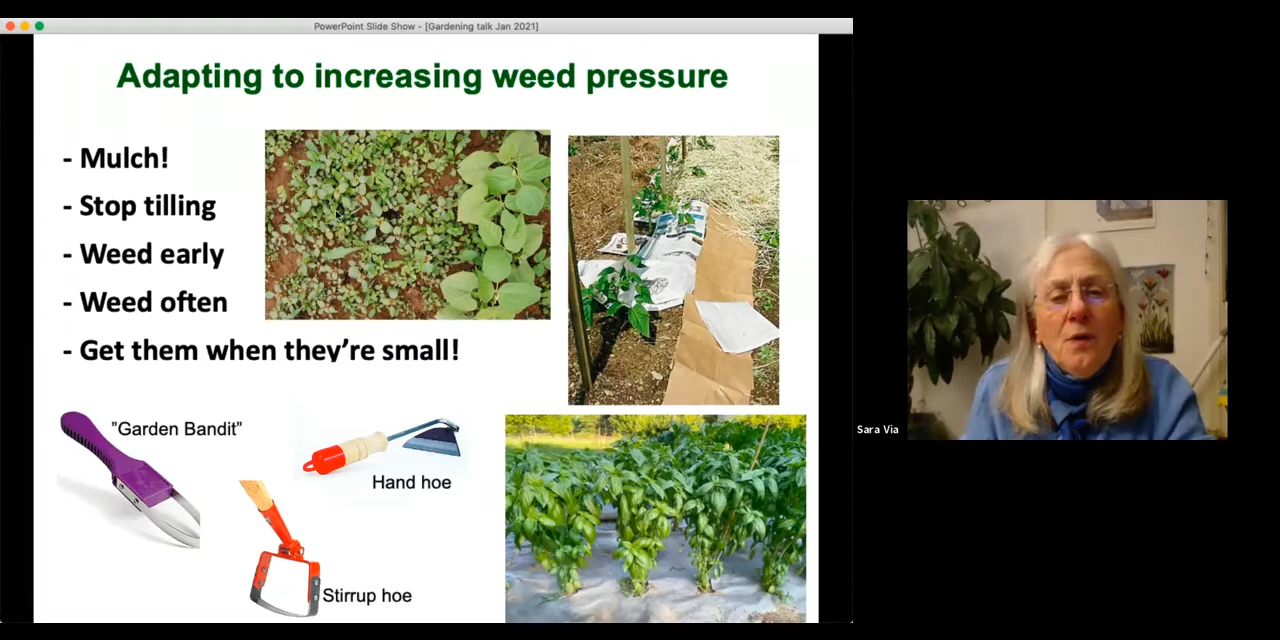 PowerPoint Slide Show - [Gardening talk Jan 2021]
Adapting to increasing weed pressure
- Mulch!
- Stop tilling
- Weed early
- Weed often
- Get them when they’re small!
”Garden Bandit”
Hand hoe
Stirrup hoe
Sara Via